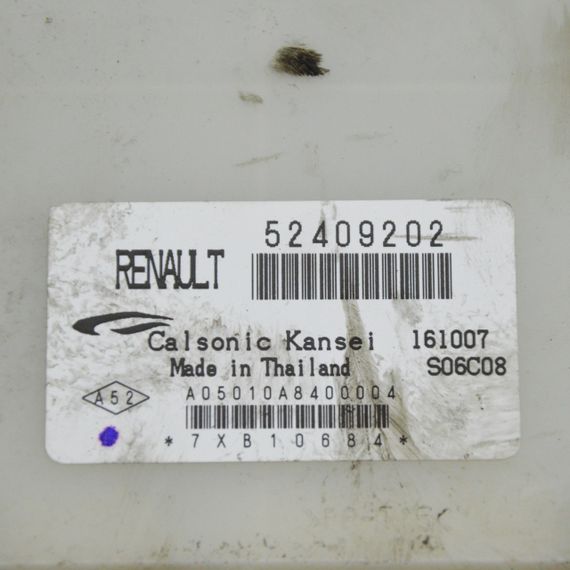 52409202
RENAULT
Calsonic Kansei 161007
Made in Thailand S06C08
A52 A05010A8400004
*7XB10684*